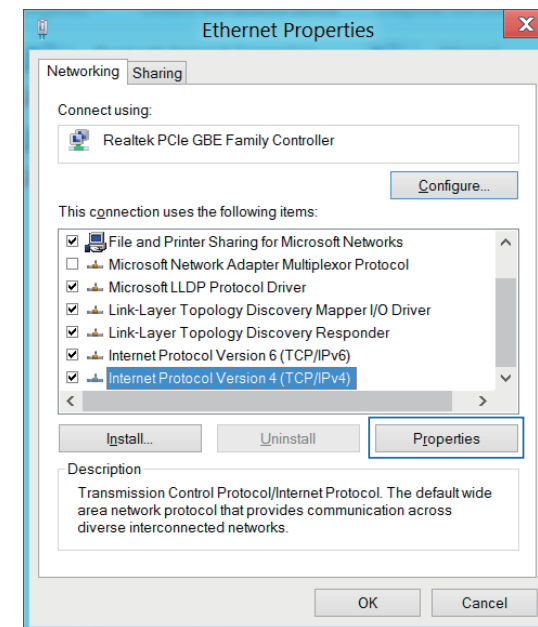 Ethernet Properties
X
Networking
Sharing
Connect using:
Realtek PCIe GBE Family Controller
Configure...
This connection uses the following items:
File and Printer Sharing for Microsoft Networks
Microsoft Network Adapter Multiplexor Protocol
Microsoft LLDP Protocol Driver
Link-Layer Topology Discovery Mapper I/O Driver
Link-Layer Topology Discovery Responder
Internet Protocol Version 6 (TCP/IPv6)
Internet Protocol Version 4 (TCP/IPv4)
Install...
Uninstall
Properties
Description
Transmission Control Protocol/Internet Protocol. The default wide
area network protocol that provides communication across
diverse interconnected networks.
OK
Cancel